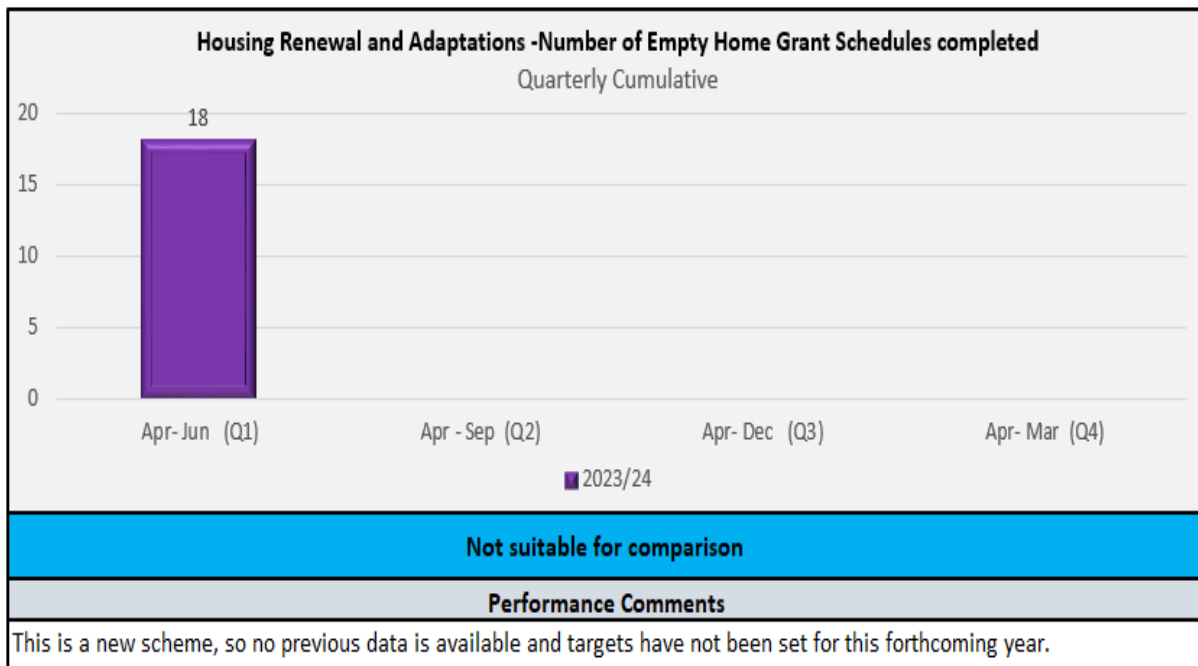 Housing Renewal and Adaptations -Number of Empty Home Grant Schedules completed
Quarterly Cumulative
20
18
15
10
5
0
Apr- Jun (Q1) Apr - Sep (Q2) Apr- Dec (Q3) Apr- Mar (Q4)
2023/24
Not suitable for comparison
Performance Comments
This is a new scheme, so no previous data is available and targets have not been set for this forthcoming year.